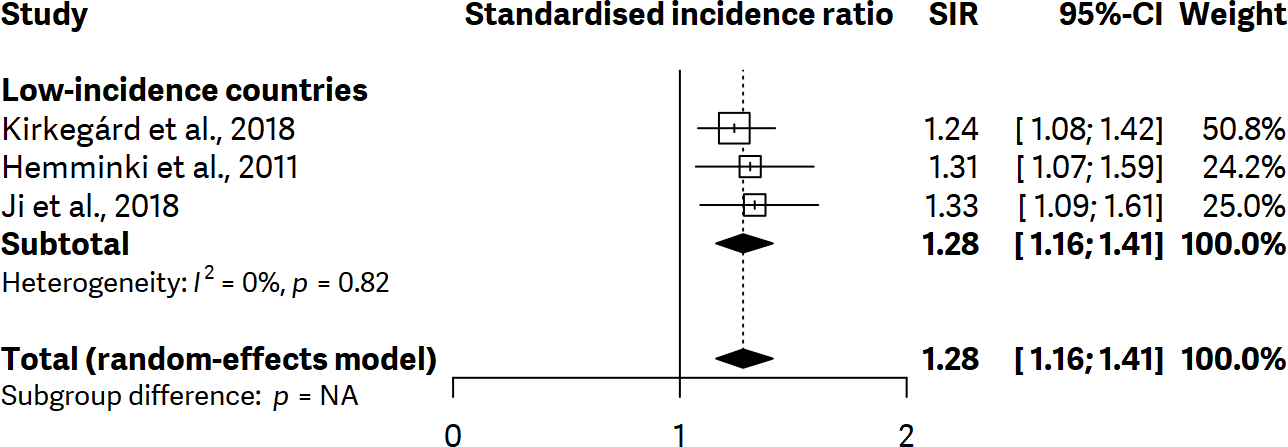 Study Standardised incidence ratio SIR 95%-CI Weight
Low-incidence countries
Kirkegárd et al., 2018 1.24 [ 1.08; 1.42] 50.8%
Hemminki et al., 2011 1.31 [ 1.07; 1.59] 24.2%
Ji et al., 2018 1.33 [ 1.09; 1.61] 25.0%
Subtotal 1.28 [ 1.16; 1.41] 100.0%
Heterogeneity: I² = 0%, p = 0.82
Total (random-effects model) 1.28 [ 1.16; 1.41] 100.0%
Subgroup difference: p = NA
0 1 2